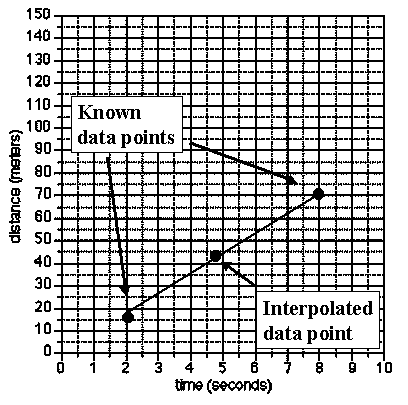 150
140
130
120
110
100
90
80
70
60
50
40
30
20
10
0
distance (meters)
Known
data points
Interpolated
data point
0 1 2 3 4 5 6 7 8 9 10
time (seconds)